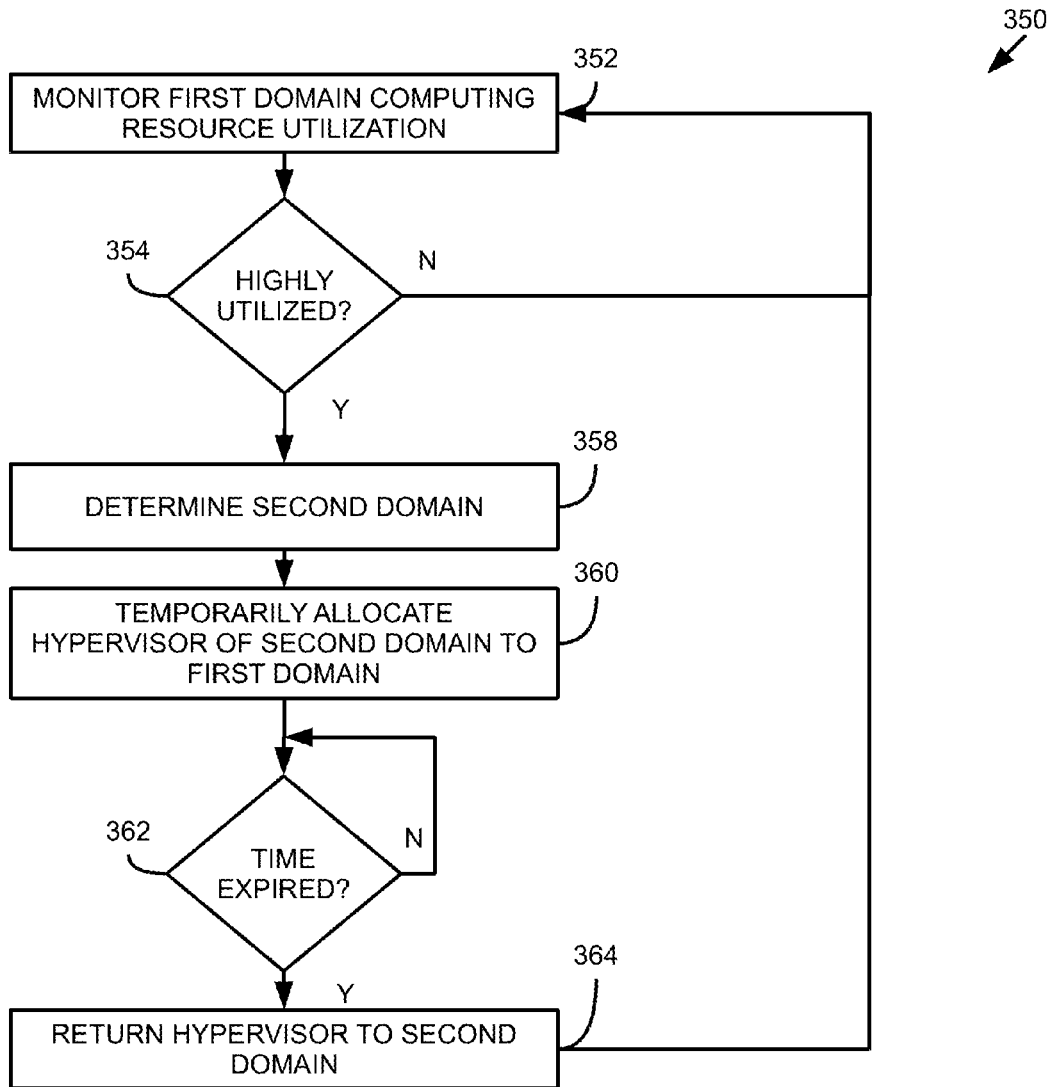 350
352
MONITOR FIRST DOMAIN COMPUTING
RESOURCE UTILIZATION
354
N
HIGHLY
UTILIZED?
Y
358
DETERMINE SECOND DOMAIN
360
TEMPORARILY ALLOCATE
HYPERVISOR OF SECOND DOMAIN TO
FIRST DOMAIN
362
N
TIME
EXPIRED?
364
Y
RETURN HYPERVISOR TO SECOND
DOMAIN